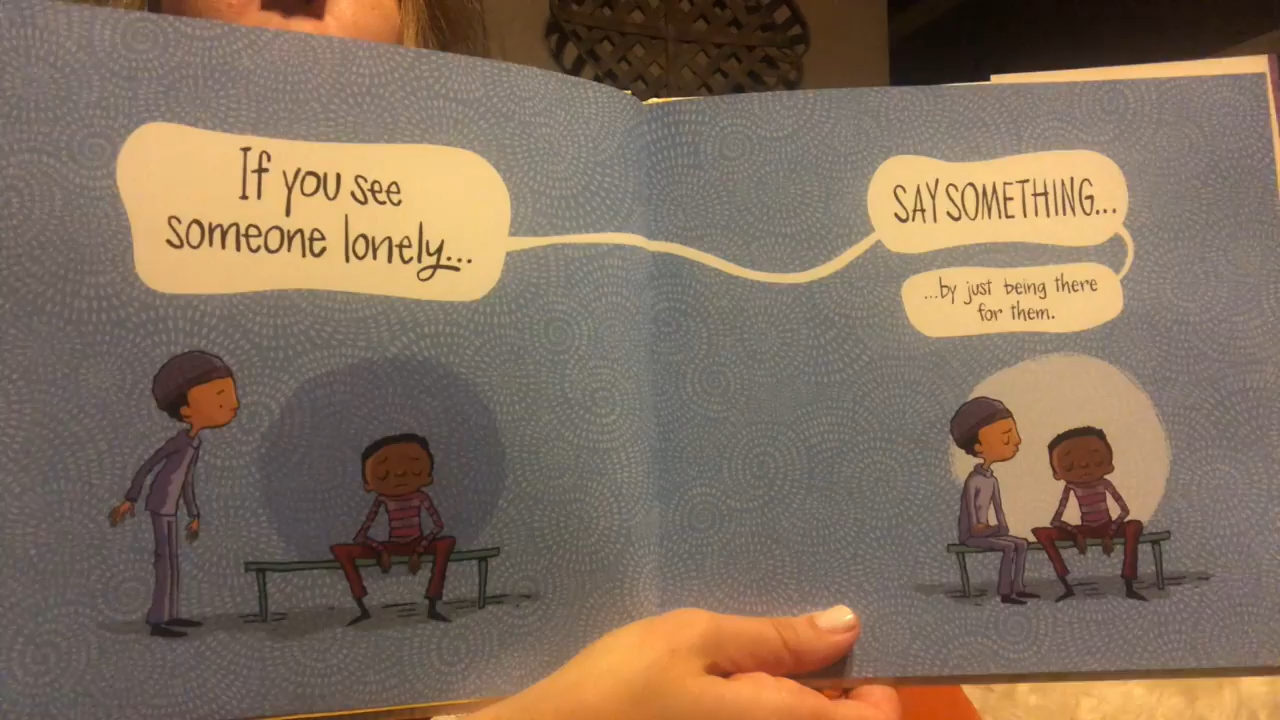 If you see
someone lonely...
SAY SOMETHING...
...by just being there
for them.